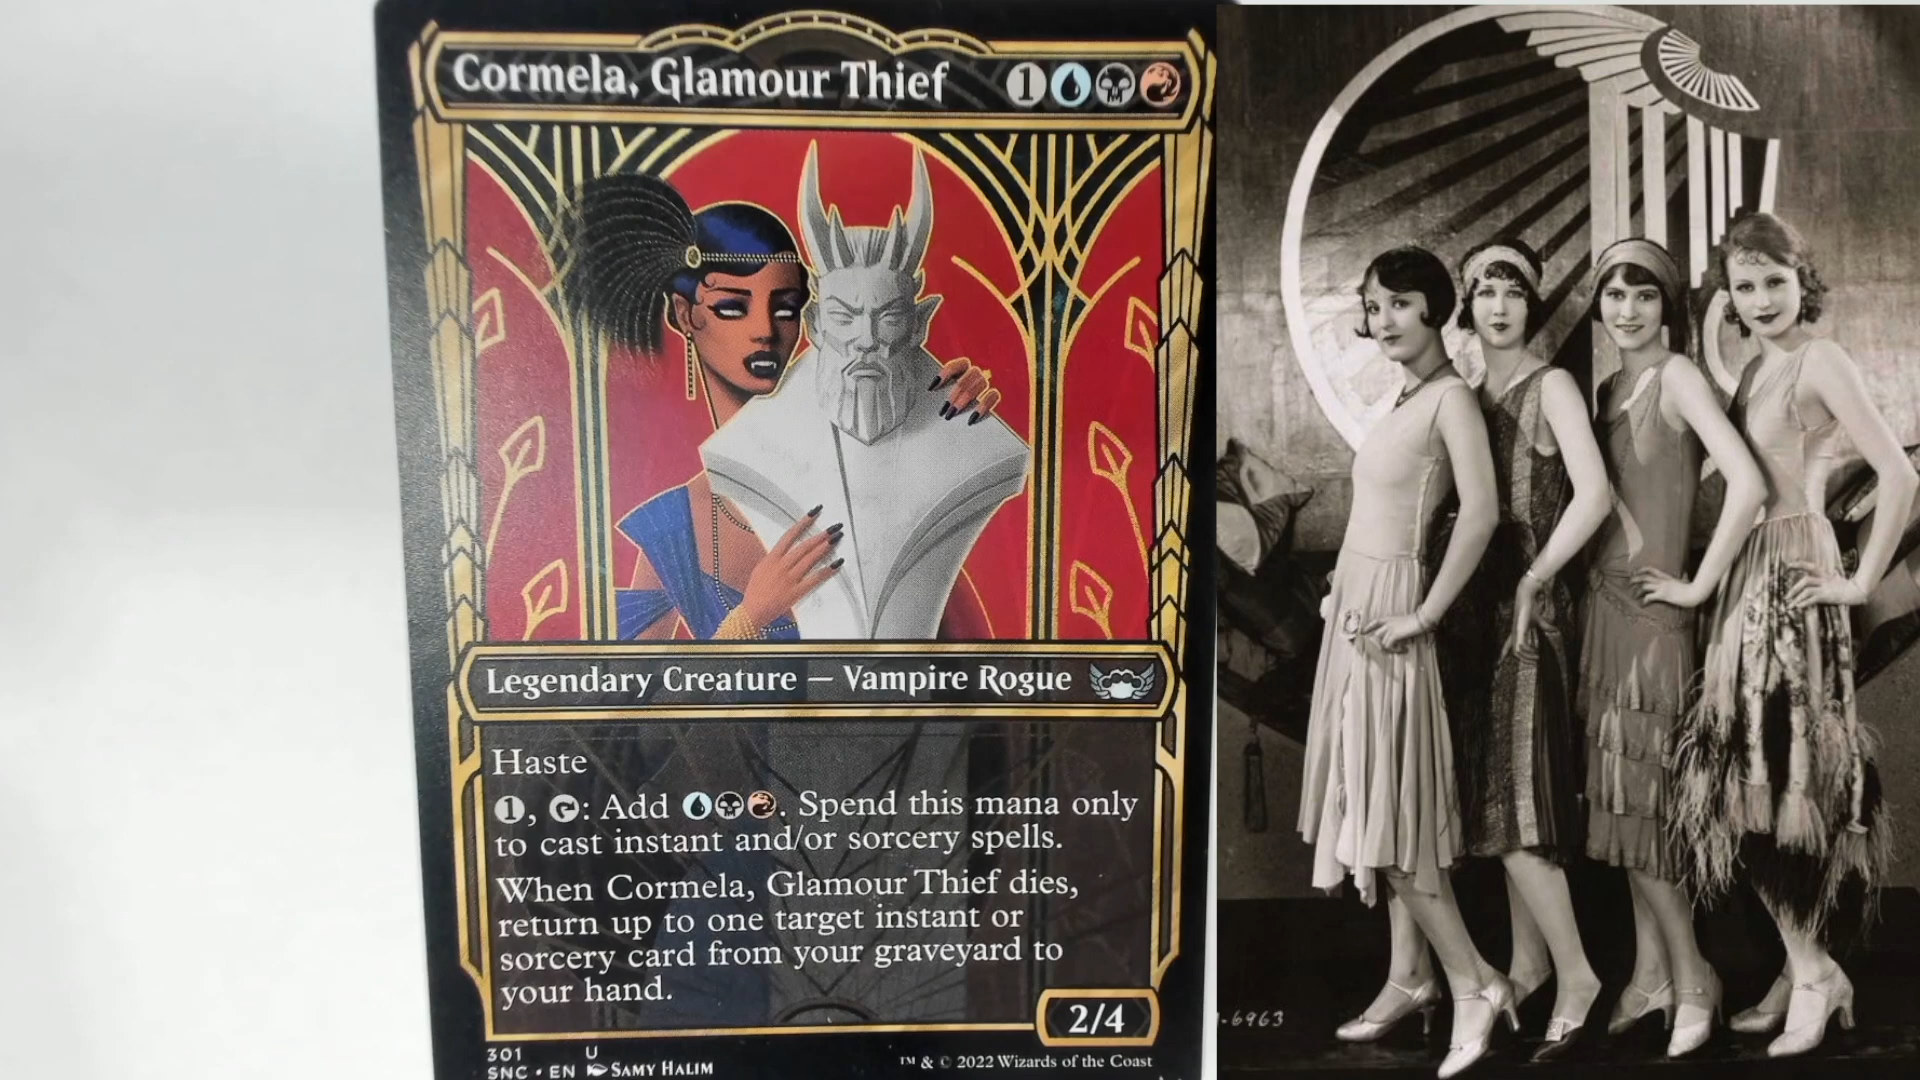 Cormela, Glamour Thief 1
Legendary Creature — Vampire Rogue
Haste
1, : Add . Spend this mana only
to cast instant and/or sorcery spells.
When Cormela, Glamour Thief dies,
return up to one target instant or
sorcery card from your graveyard to
your hand.
2/4
301 U
SNC • EN SAMY HALIM
™ & © 2022 Wizards of the Coast
-6963